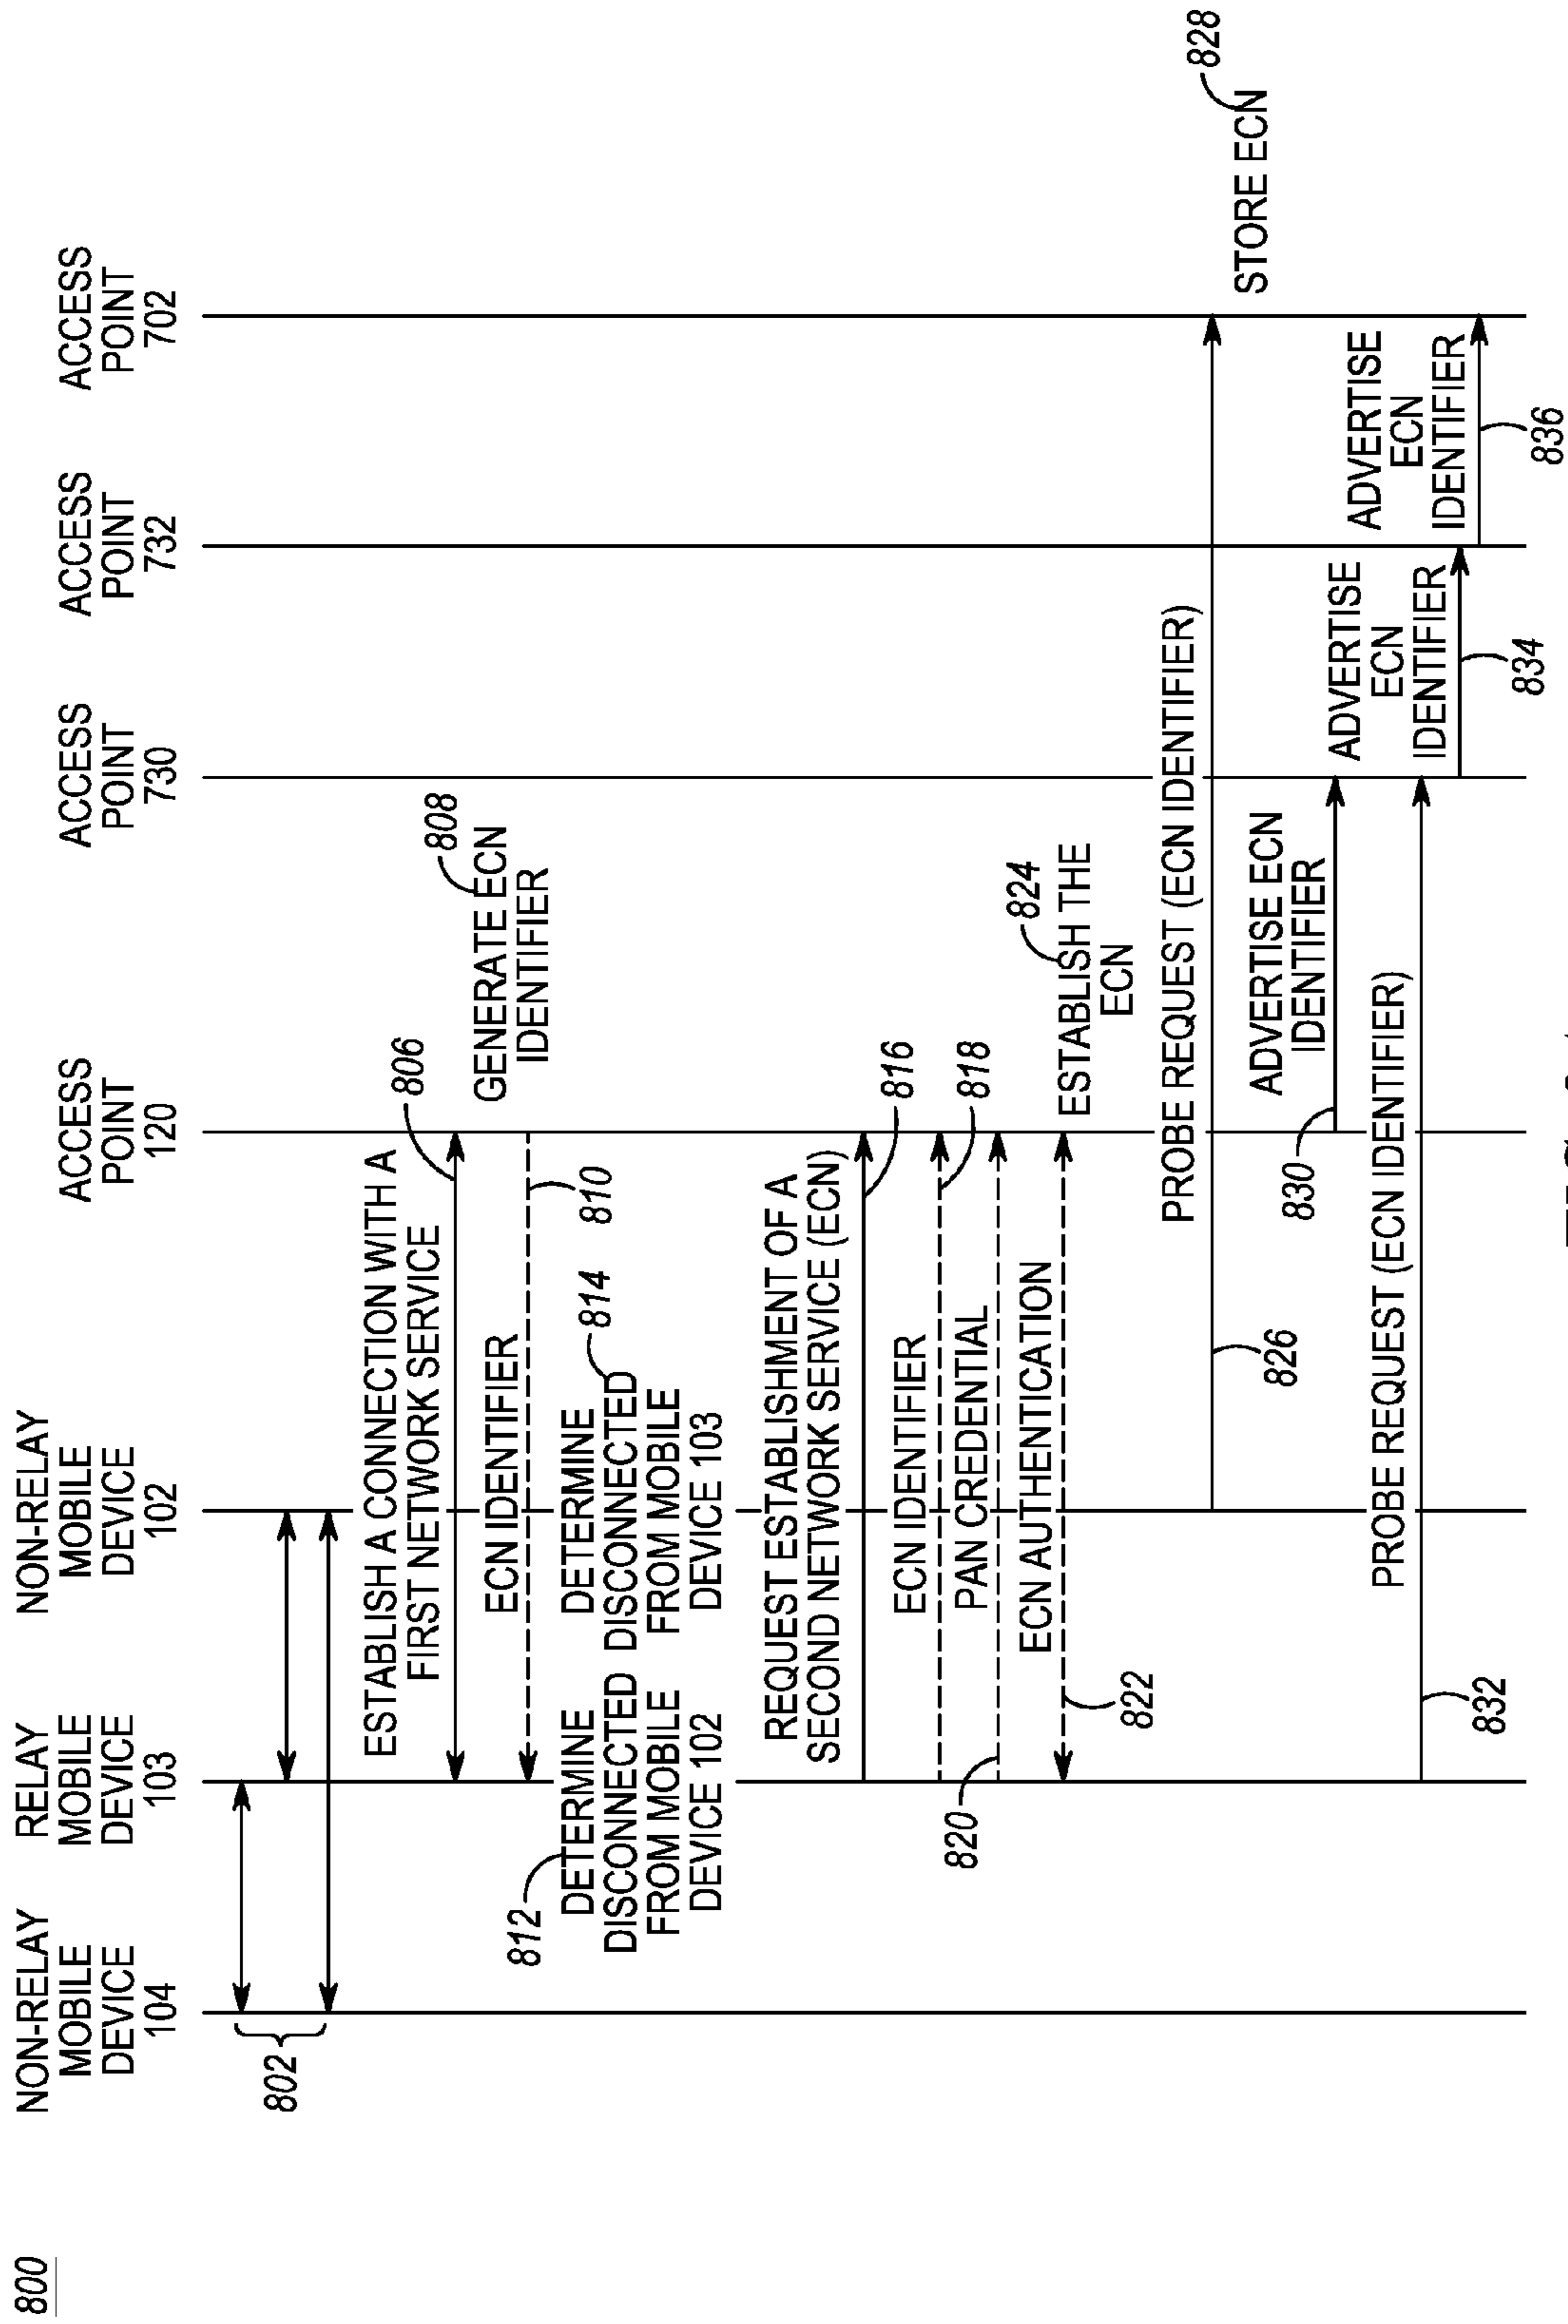 800
NON-RELAY
MOBILE
DEVICE
104
RELAY
MOBILE
DEVICE
103
NON-RELAY
MOBILE
DEVICE
102
ACCESS
POINT
120
ACCESS
POINT
730
ACCESS
POINT
732
ACCESS
POINT
702
802
ESTABLISH A CONNECTION WITH A
FIRST NETWORK SERVICE
806
GENERATE ECN
IDENTIFIER
808
ECN IDENTIFIER
810
812
DETERMINE
DISCONNECTED
FROM MOBILE
DEVICE 102
DETERMINE
DISCONNECTED
FROM MOBILE
DEVICE 103
814
REQUEST ESTABLISHMENT OF A
SECOND NETWORK SERVICE (ECN)
816
ECN IDENTIFIER
818
PAN CREDENTIAL
820
ECN AUTHENTICATION
822
824
ESTABLISH THE
ECN
PROBE REQUEST (ECN IDENTIFIER)
826
828
STORE ECN
ADVERTISE ECN
IDENTIFIER
830
PROBE REQUEST (ECN IDENTIFIER)
832
ADVERTISE
ECN
IDENTIFIER
834
ADVERTISE
ECN
IDENTIFIER
836